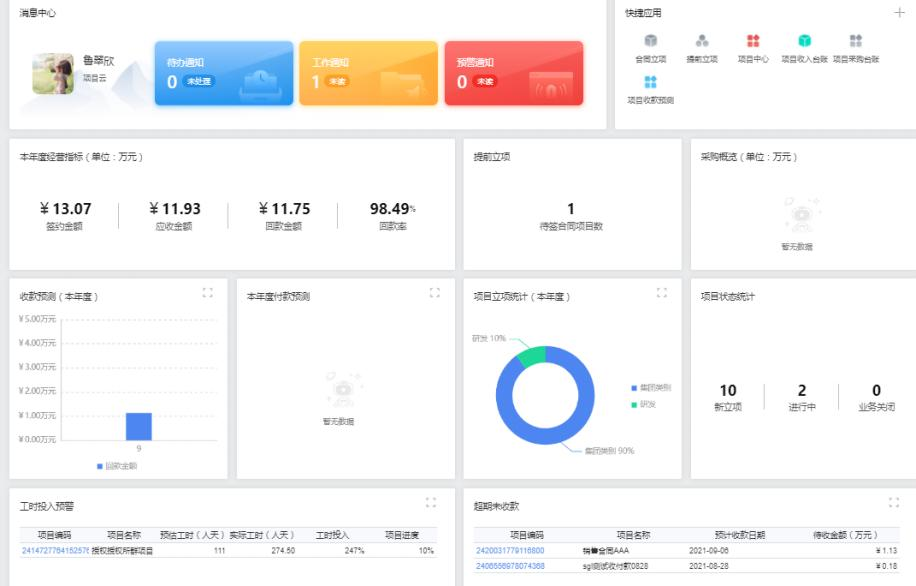 消息中心
鲁翠欣
项目云
待办通知
0 未处理
工作通知
1 未读
预警通知
0 未读
快捷应用
合同立项
提前立项
项目中心
项目收入台账
项目采购台账
项目收款预测
本年度经营指标（单位：万元）
￥13.07
签约金额
￥11.93
应收金额
￥11.75
回款金额
98.49%
回款率
提前立项
1
待签合同项目数
采购概览（单位：万元）
暂无数据
收款预测（本年度）
￥5.00万元
￥4.00万元
￥3.00万元
￥2.00万元
￥1.00万元
￥0.00万元
9
回款金额
本年度付款预测
暂无数据
项目立项统计（本年度）
研发 10%
集团类别
研发
集团类别 90%
项目状态统计
10
新立项
2
进行中
0
业务关闭
工时投入预警
项目编码 项目名称 预估工时（人天） 实际工时（人天） 工时投入 项目进度
授权授权所群项目 111 274.50 247% 10%
超期未收款
项目编码 项目名称 预计收款日期 待收金额（万元）
2420031779116800 销售合同AAA 2021-09-06 ￥1.13
2406556978074368 sgl测试收付款0828 2021-08-28 ￥0.18